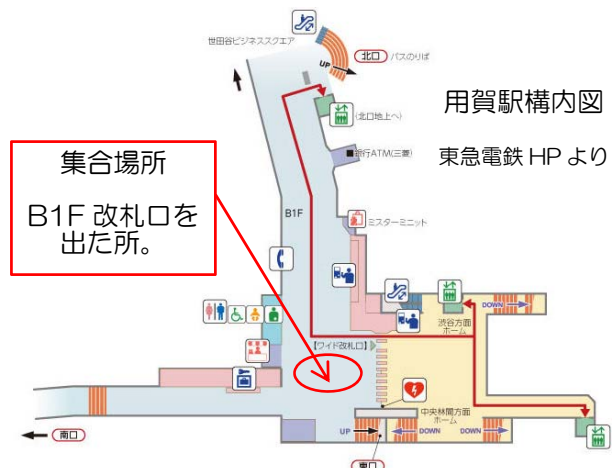 世田谷ビジネススクエア
北口 バスのりば
UP
(北口地上へ)
用賀駅構内図
銀行ATM(三菱)
東急電鉄 HP より
集合場所
B1F 改札口を
出た所。
B1F
ミスターミニット
DOWN
渋谷方面
ホーム
【ワイド改札口】
中央林間方面
ホーム
UP
DOWN
DOWN
南口
東口